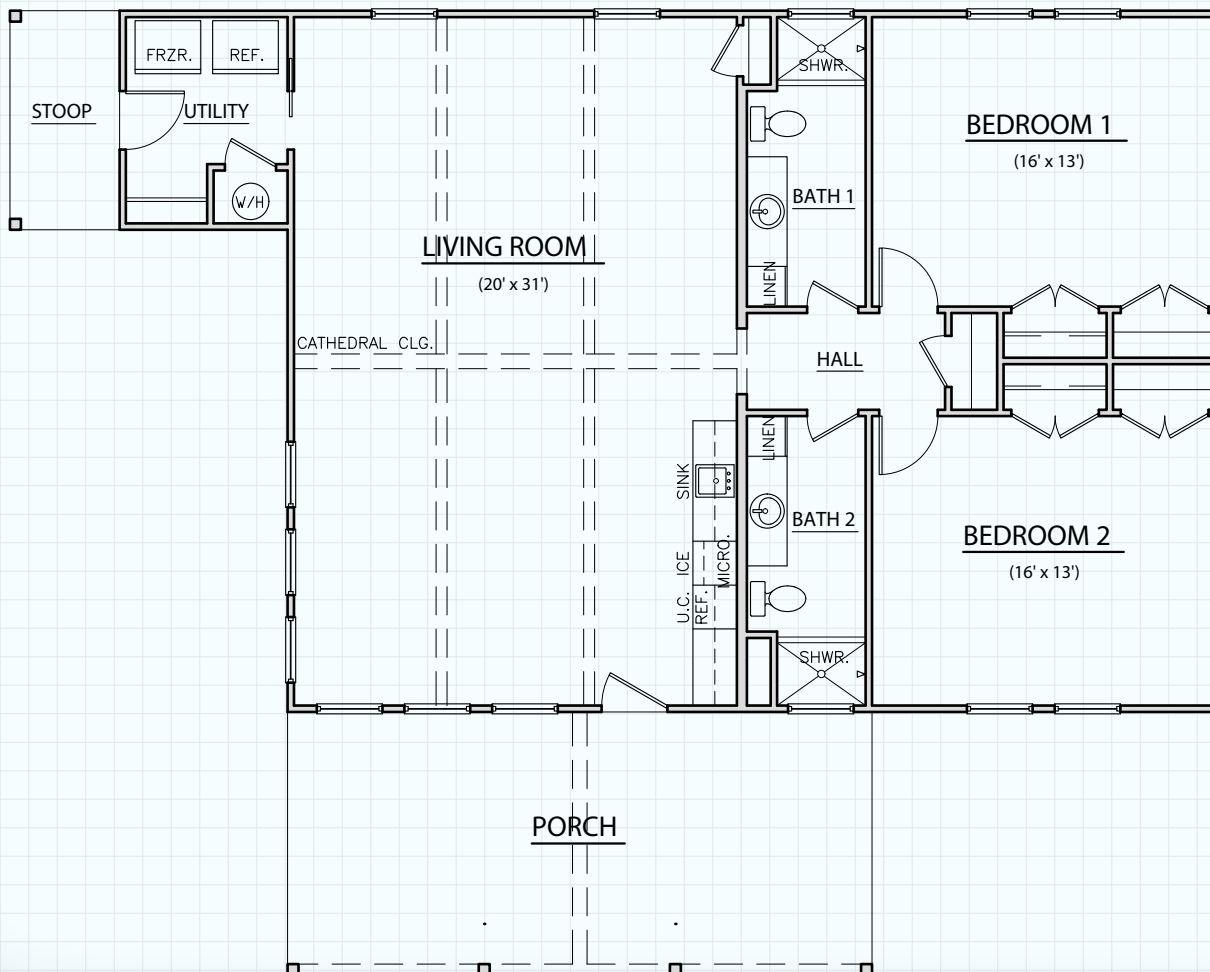 FRZR.
REF.
SHWR.
STOOP
UTILITY
BEDROOM 1
(16' x 13')
W/H
BATH 1
LIVING ROOM
(20' x 31')
LINEN
CATHEDRAL CLG.
HALL
LINEN
SINK
BATH 2
BEDROOM 2
(16' x 13')
MICRO.
U.C. ICE
REF.
SHWR.
PORCH